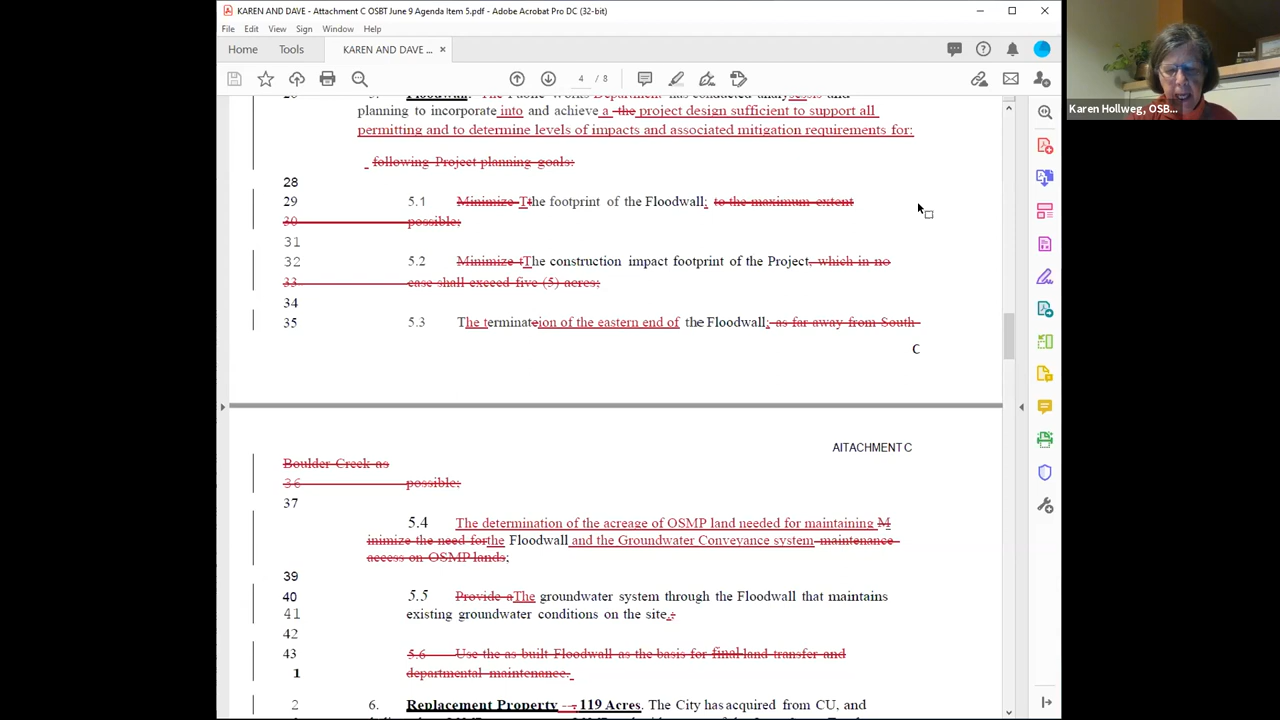 KAREN AND DAVE - Attachment C OSBT June 9 Agenda Item 5.pdf - Adobe Acrobat Pro DC (32-bit)
File Edit View Sign Window Help
Home Tools KAREN AND DAVE ... ×
4 / 8
Karen Hollweg, OSB...
planning to incorporate into and achieve a the project design sufficient to support all
permitting and to determine levels of impacts and associated mitigation requirements for:
following Project planning goals:
28
29 5.1 Minimize Tthe footprint of the Floodwall; to the maximum extent
30 possible;
31
32 5.2 Minimize tThe construction impact footprint of the Project, which in no
33 case shall exceed five (5) acres;
34
35 5.3 The terminateion of the eastern end of the Floodwall; as far away from South
C
AITACHMENT C
Boulder Creek as
36 possible;
37
5.4 The determination of the acreage of OSMP land needed for maintaining M
inimize the need forthe Floodwall and the Groundwater Conveyance system maintenance
access on OSMP lands;
39
40 5.5 Provide aThe groundwater system through the Floodwall that maintains
41 existing groundwater conditions on the site.;
42
43 5.6 Use the as built Floodwall as the basis for final land transfer and
1 departmental maintenance.
2 6. Replacement Property -- 119 Acres. The City has acquired from CU, and